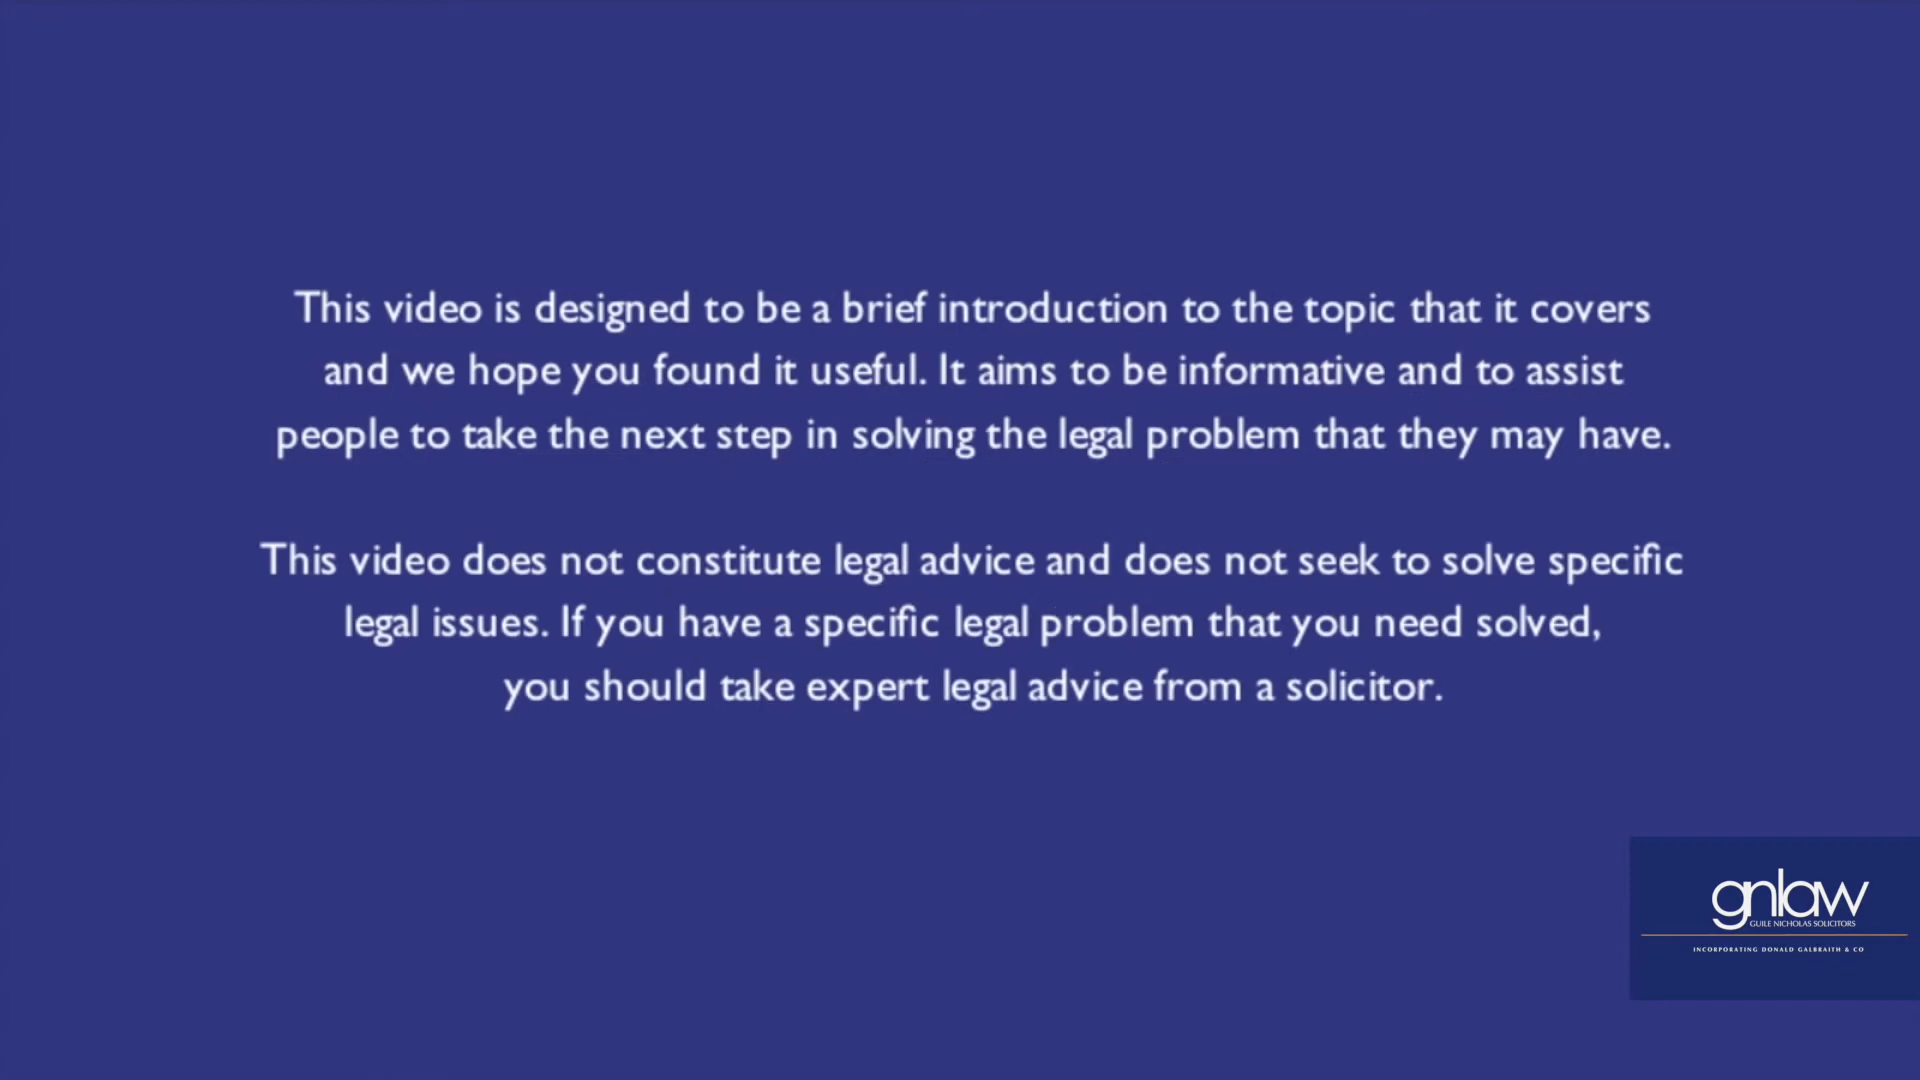 This video is designed to be a brief introduction to the topic that it covers
and we hope you found it useful. It aims to be informative and to assist
people to take the next step in solving the legal problem that they may have.
This video does not constitute legal advice and does not seek to solve specific
legal issues. If you have a specific legal problem that you need solved,
you should take expert legal advice from a solicitor.
gnlaw
GUILE NICHOLAS SOLICITORS
INCORPORATING DONALD GALBRAITH & CO